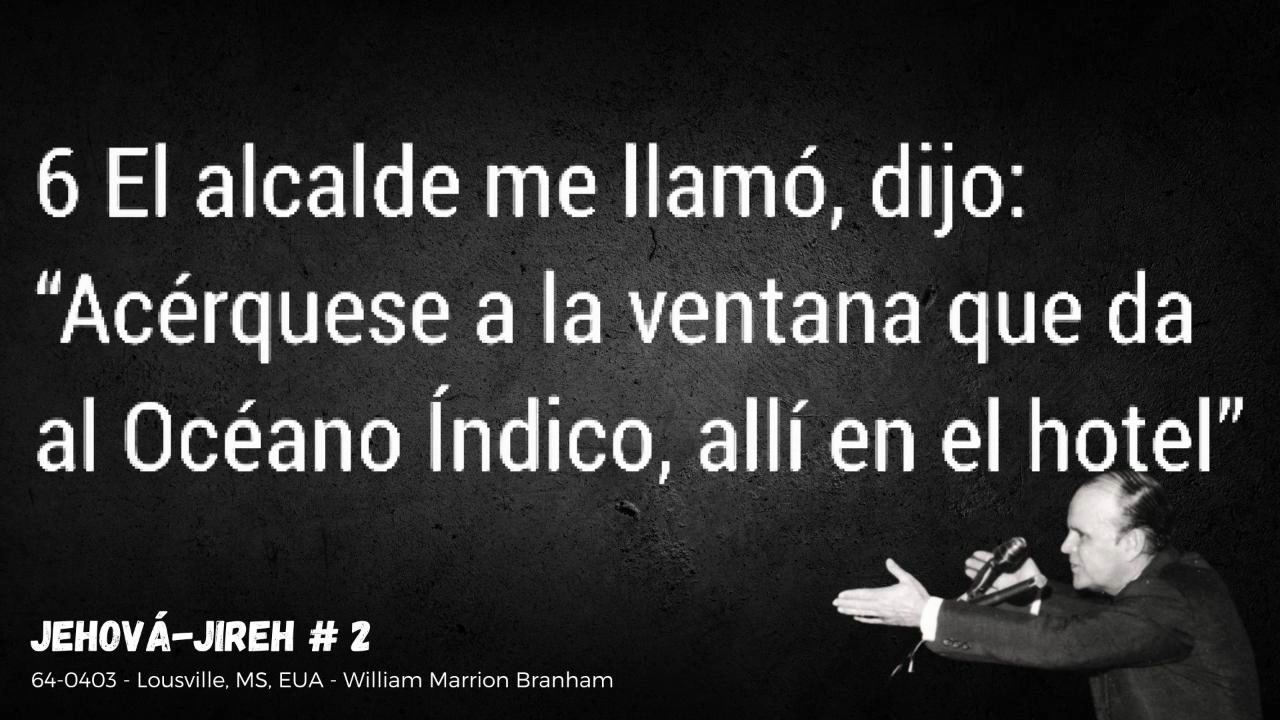 6 El alcalde me llamó, dijo:
“Acérquese a la ventana que da
al Océano Índico, allí en el hotel”
JEHOVÁ-JIREH # 2
64-0403 - Lousville, MS, EUA - William Marrion Branham